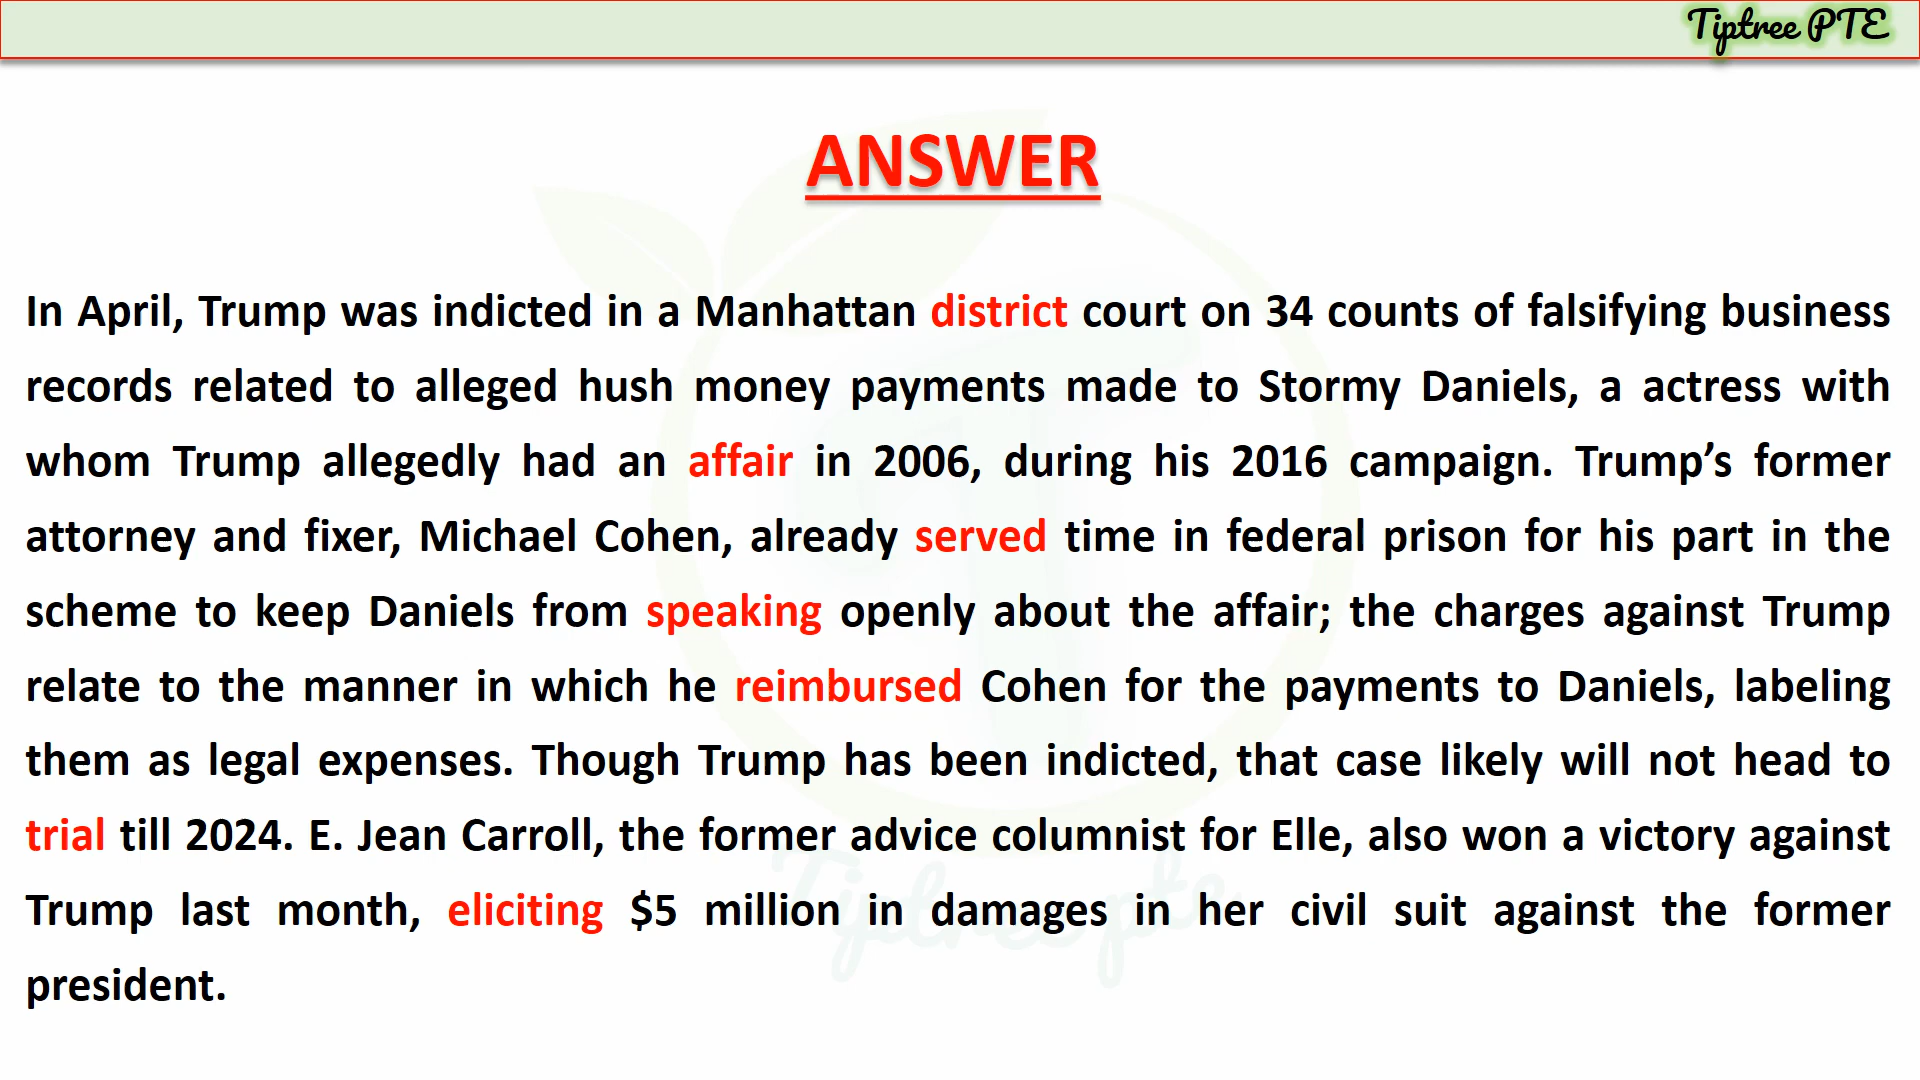 Tiptree PTE
ANSWER
In April, Trump was indicted in a Manhattan district court on 34 counts of falsifying business
records related to alleged hush money payments made to Stormy Daniels, a actress with
whom Trump allegedly had an affair in 2006, during his 2016 campaign. Trump’s former
attorney and fixer, Michael Cohen, already served time in federal prison for his part in the
scheme to keep Daniels from speaking openly about the affair; the charges against Trump
relate to the manner in which he reimbursed Cohen for the payments to Daniels, labeling
them as legal expenses. Though Trump has been indicted, that case likely will not head to
trial till 2024. E. Jean Carroll, the former advice columnist for Elle, also won a victory against
Trump last month, eliciting $5 million in damages in her civil suit against the former
president.
Tiptree pte